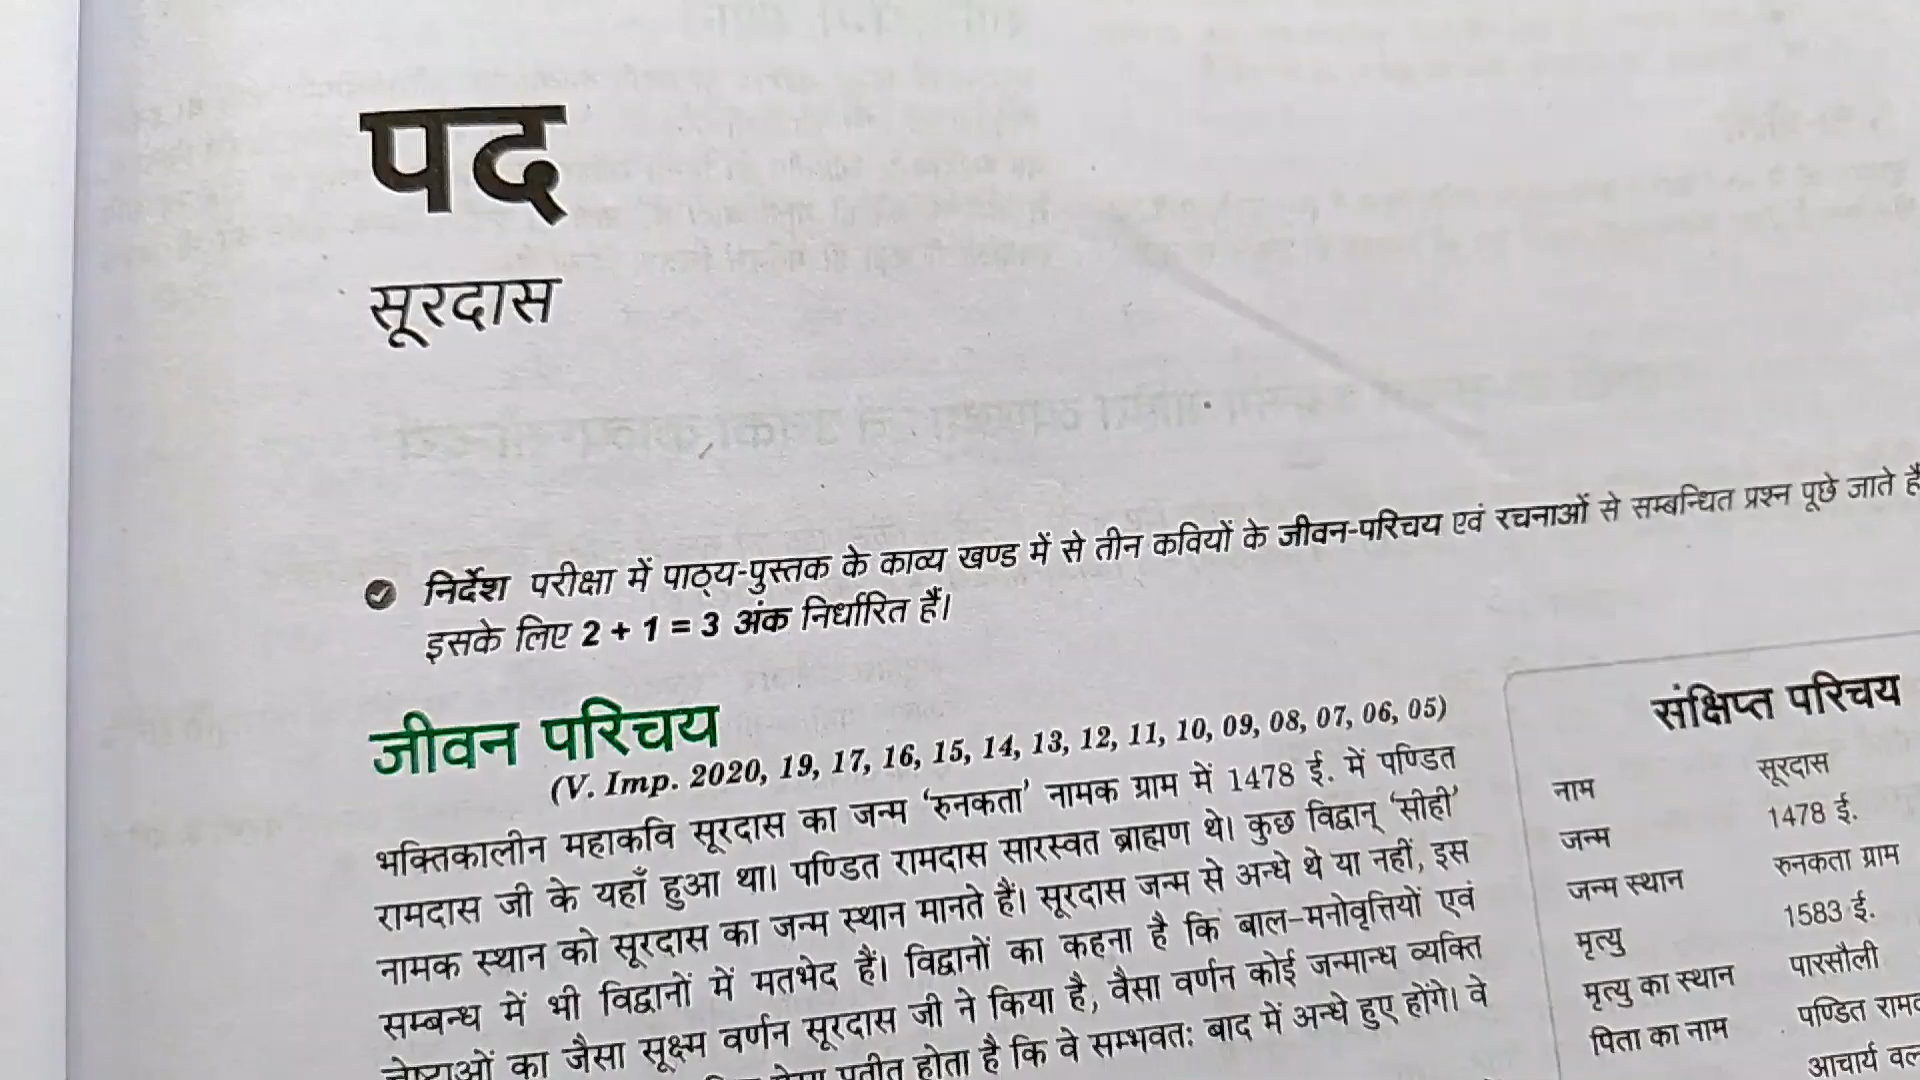 पद
सूरदास
निर्देश परीक्षा में पाठ्य-पुस्तक के काव्य खण्ड में से तीन कवियों के जीवन-परिचय एवं रचनाओं से सम्बन्धित प्रश्न पूछे जाते हैं
इसके लिए 2 + 1 = 3 अंक निर्धारित हैं।
जीवन परिचय
(V. Imp. 2020, 19, 17, 16, 15, 14, 13, 12, 11, 10, 09, 08, 07, 06, 05)
भक्तिकालीन महाकवि सूरदास का जन्म ‘रुनकता’ नामक ग्राम में 1478 ई. में पण्डित
रामदास जी के यहाँ हुआ था। पण्डित रामदास सारस्वत ब्राह्मण थे। कुछ विद्वान् ‘सीही’
नामक स्थान को सूरदास का जन्म स्थान मानते हैं। सूरदास जन्म से अन्धे थे या नहीं, इस
सम्बन्ध में भी विद्वानों में मतभेद हैं। विद्वानों का कहना है कि बाल-मनोवृत्तियों एवं
चेष्टाओं का जैसा सूक्ष्म वर्णन सूरदास जी ने किया है, वैसा वर्णन कोई जन्मान्ध व्यक्ति
प्रतीत होता है कि वे सम्भवतः बाद में अन्धे हुए होंगे। वे
संक्षिप्त परिचय
नाम सूरदास
जन्म 1478 ई.
जन्म स्थान रुनकता ग्राम
मृत्यु 1583 ई.
मृत्यु का स्थान पारसौली
पिता का नाम पण्डित
आचार्य